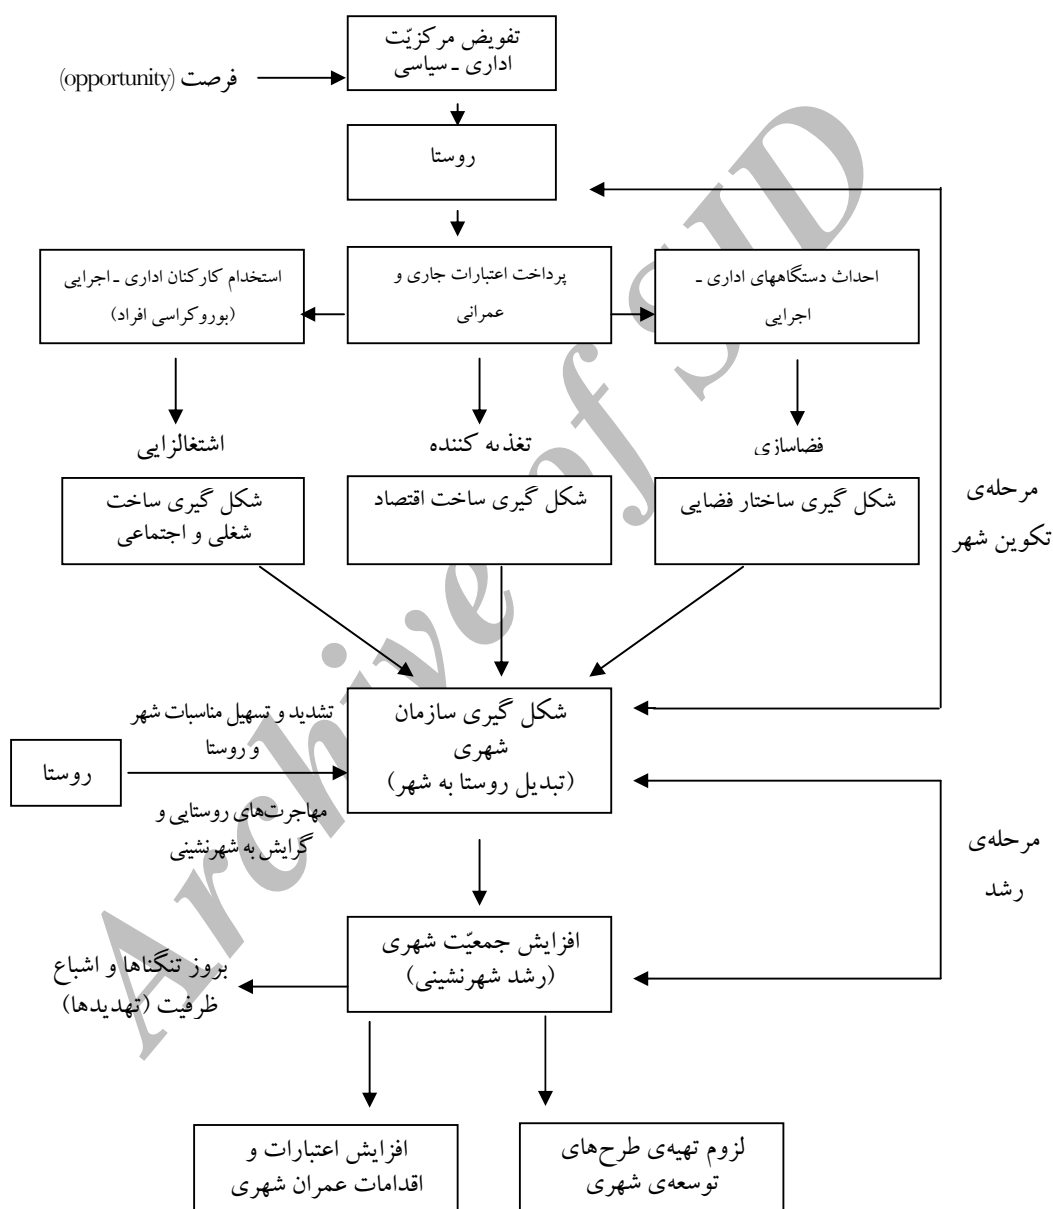 تفویض مرکزیّت
اداری ـ سیاسی
فرصت (opportunity)
روستا
احداث دستگاههای اداری ـ
اجرایی
پرداخت اعتبارات جاری و
عمرانی
استخدام کارکنان اداری ـ اجرایی
(بوروکراسی افراد)
فضاسازی
تغذیه کننده
اشتغالزایی
شکل گیری ساختار فضایی
شکل گیری ساخت اقتصاد
شکل گیری ساخت
شغلی و اجتماعی
مرحله‌ی
تکوین شهر
شکل گیری سازمان
شهری
(تبدیل روستا به شهر)
تشدید و تسهیل مناسبات شهر
و روستا
روستا
مهاجرت‌های روستایی و
گرایش به شهرنشینی
مرحله‌ی
رشد
افزایش جمعیّت شهری
(رشد شهرنشینی)
بروز تنگناها و اشباع
ظرفیت (تهدیدها)
لزوم تهیه‌ی طرح‌های
توسعه‌ی شهری
افزایش اعتبارات و
اقدامات عمران شهری
Archive of SID